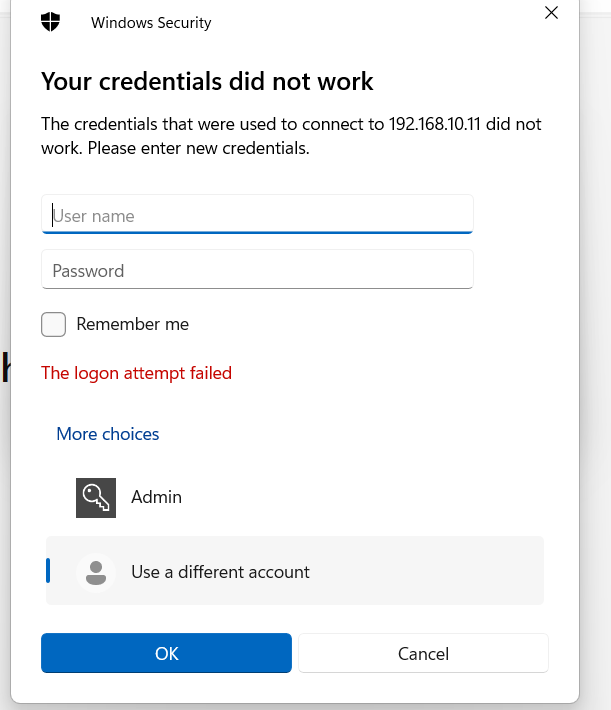 Windows Security
Your credentials did not work
The credentials that were used to connect to 192.168.10.11 did not
work. Please enter new credentials.
User name
Password
Remember me
The logon attempt failed
More choices
Admin
Use a different account
OK
Cancel